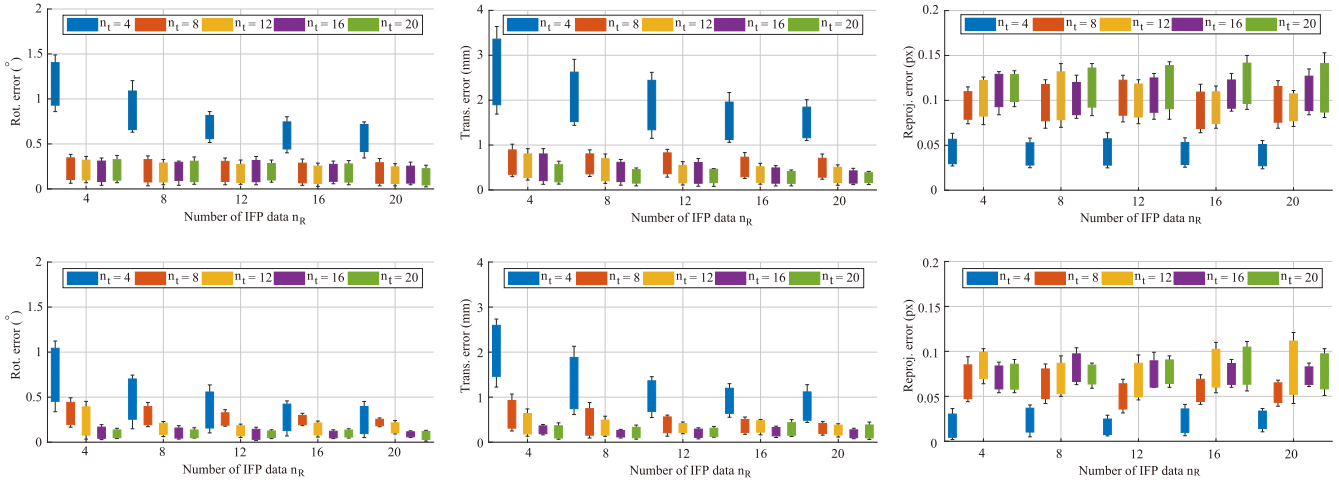 2
1.5
1
0.5
0
Rot. error (°)
n_t = 4 n_t = 8 n_t = 12 n_t = 16 n_t = 20
4 8 12 16 20
Number of IFP data n_R
4
3
2
1
0
Trans. error (mm)
n_t = 4 n_t = 8 n_t = 12 n_t = 16 n_t = 20
4 8 12 16 20
Number of IFP data n_R
0.2
0.15
0.1
0.05
0
Reproj. error (px)
n_t = 4 n_t = 8 n_t = 12 n_t = 16 n_t = 20
4 8 12 16 20
Number of IFP data n_R
2
1.5
1
0.5
0
Rot. error (°)
n_t = 4 n_t = 8 n_t = 12 n_t = 16 n_t = 20
4 8 12 16 20
Number of IFP data n_R
4
3
2
1
0
Trans. error (mm)
n_t = 4 n_t = 8 n_t = 12 n_t = 16 n_t = 20
4 8 12 16 20
Number of IFP data n_R
0.2
0.15
0.1
0.05
0
Reproj. error (px)
n_t = 4 n_t = 8 n_t = 12 n_t = 16 n_t = 20
4 8 12 16 20
Number of IFP data n_R